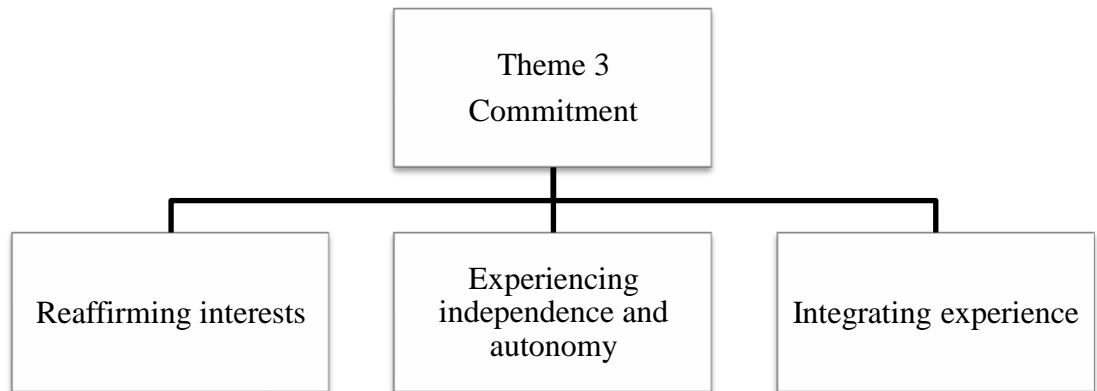 Theme 3
Commitment
Reaffirming interests
Experiencing
independence and
autonomy
Integrating experience